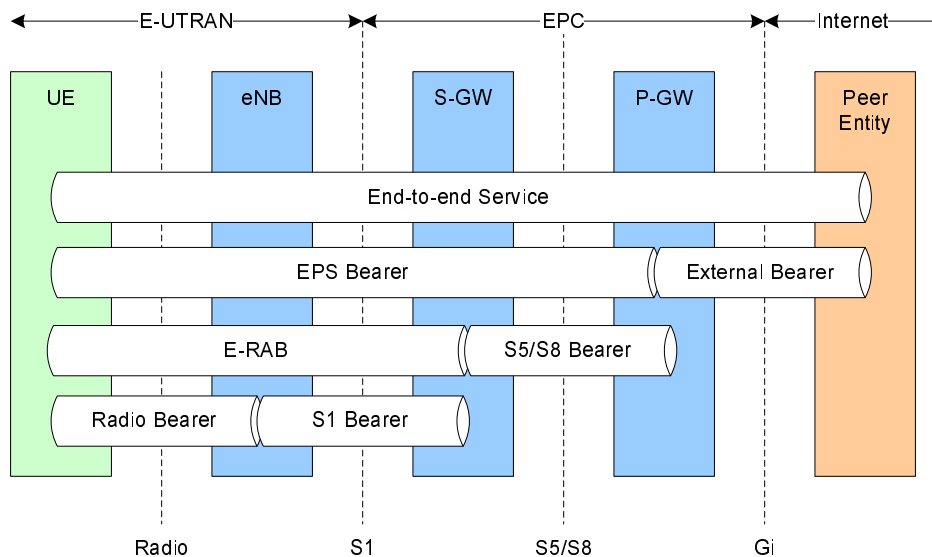 E-UTRAN EPC Internet
UE eNB S-GW P-GW Peer
Entity
End-to-end Service
EPS Bearer External Bearer
E-RAB S5/S8 Bearer
Radio Bearer S1 Bearer
Radio S1 S5/S8 Gi